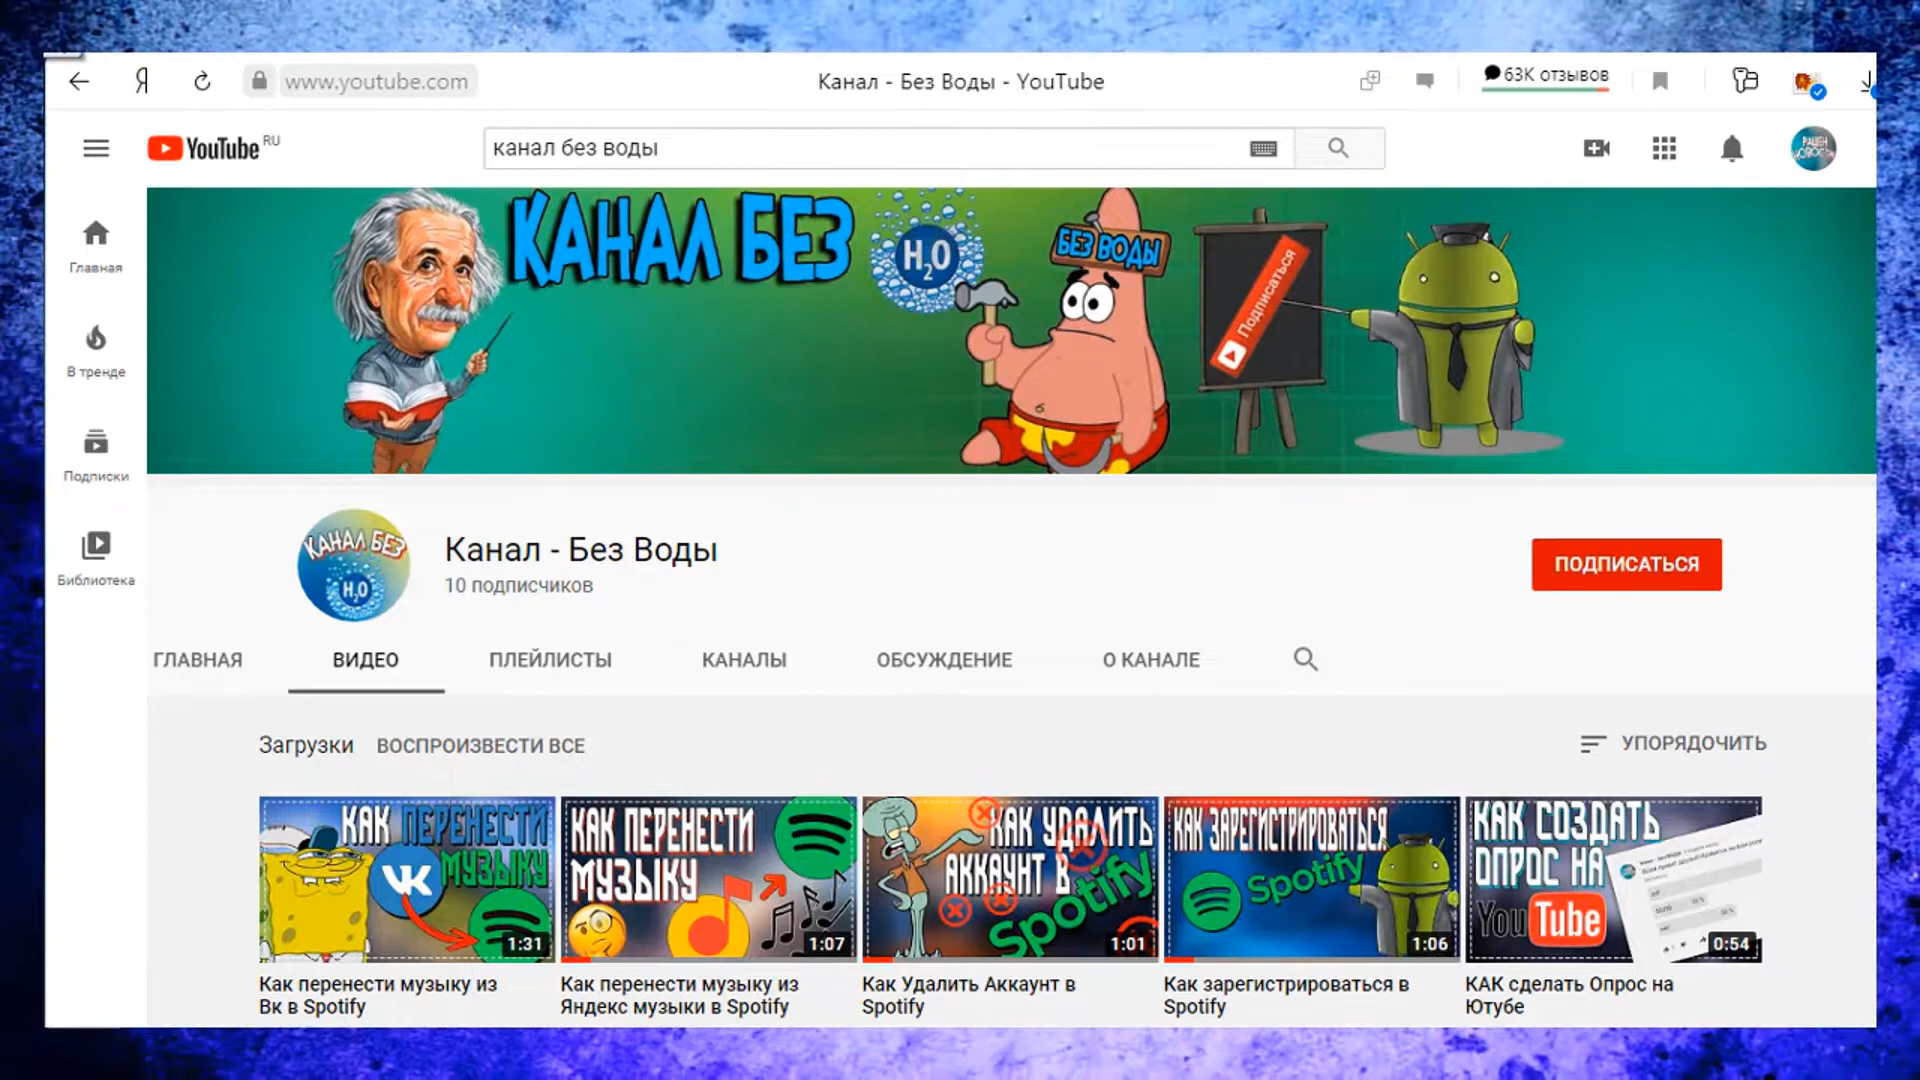 Я
www.youtube.com
Канал - Без Воды - YouTube
63К отзывов
YouTube RU
канал без воды
РАШЕН
НОВОСТИ
Главная
В тренде
Подписки
Библиотека
КАНАЛ БЕЗ
H2O
БЕЗ ВОДЫ
Подписаться
КАНАЛ БЕЗ
H2O
Канал - Без Воды
10 подписчиков
ПОДПИСАТЬСЯ
ГЛАВНАЯ
ВИДЕО
ПЛЕЙЛИСТЫ
КАНАЛЫ
ОБСУЖДЕНИЕ
О КАНАЛЕ
Загрузки
ВОСПРОИЗВЕСТИ ВСЕ
УПОРЯДОЧИТЬ
КАК ПЕРЕНЕСТИ
МУЗЫКУ
1:31
КАК ПЕРЕНЕСТИ
МУЗЫКУ
1:07
КАК УДАЛИТЬ
АККАУНТ В
Spotify
1:01
КАК ЗАРЕГИСТРИРОВАТЬСЯ
Spotify
1:06
КАК СОЗДАТЬ
ОПРОС НА
YouTube
0:54
Как перенести музыку из
Вк в Spotify
Как перенести музыку из
Яндекс музыки в Spotify
Как Удалить Аккаунт в
Spotify
Как зарегистрироваться в
Spotify
КАК сделать Опрос на
Ютубе